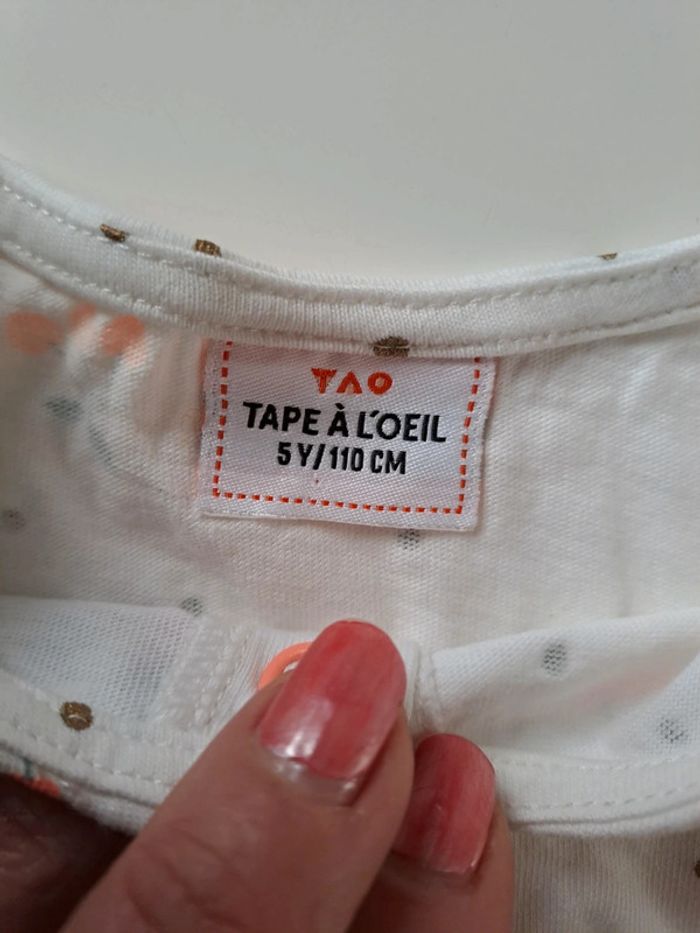 TAO
TAPE À L'OEIL
5 Y/110 CM